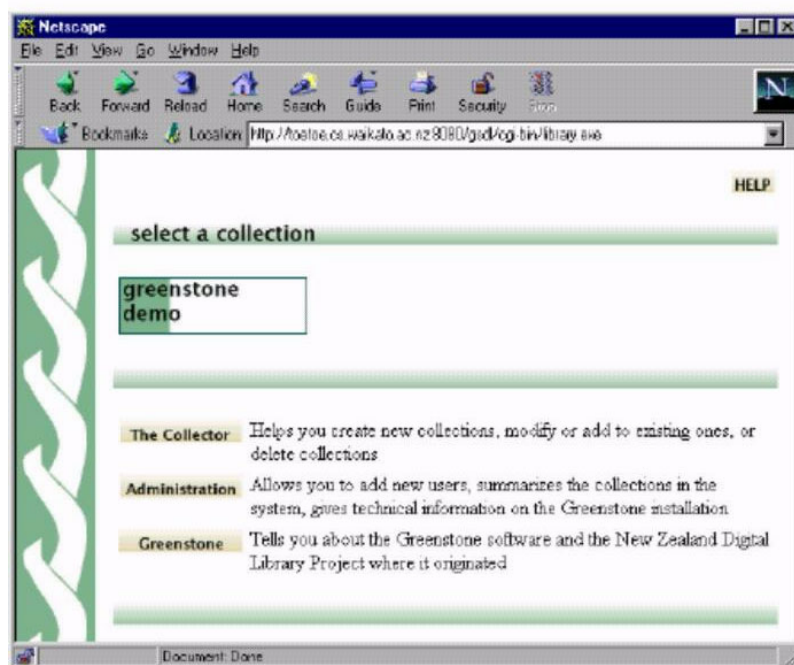 Netscape
File Edit View Go Window Help
Back Forward Reload Home Search Guide Print Security Stop
N
Bookmarks Location http://toetoe.cs.waikato.ac.nz:8080/gsdl/cgi-bin/library.exe
HELP
select a collection
greenstone
demo
The Collector Helps you create new collections, modify or add to existing ones, or
delete collections
Administration Allows you to add new users, summarizes the collections in the
system, gives technical information on the Greenstone installation
Greenstone Tells you about the Greenstone software and the New Zealand Digital
Library Project where it originated
Document: Done